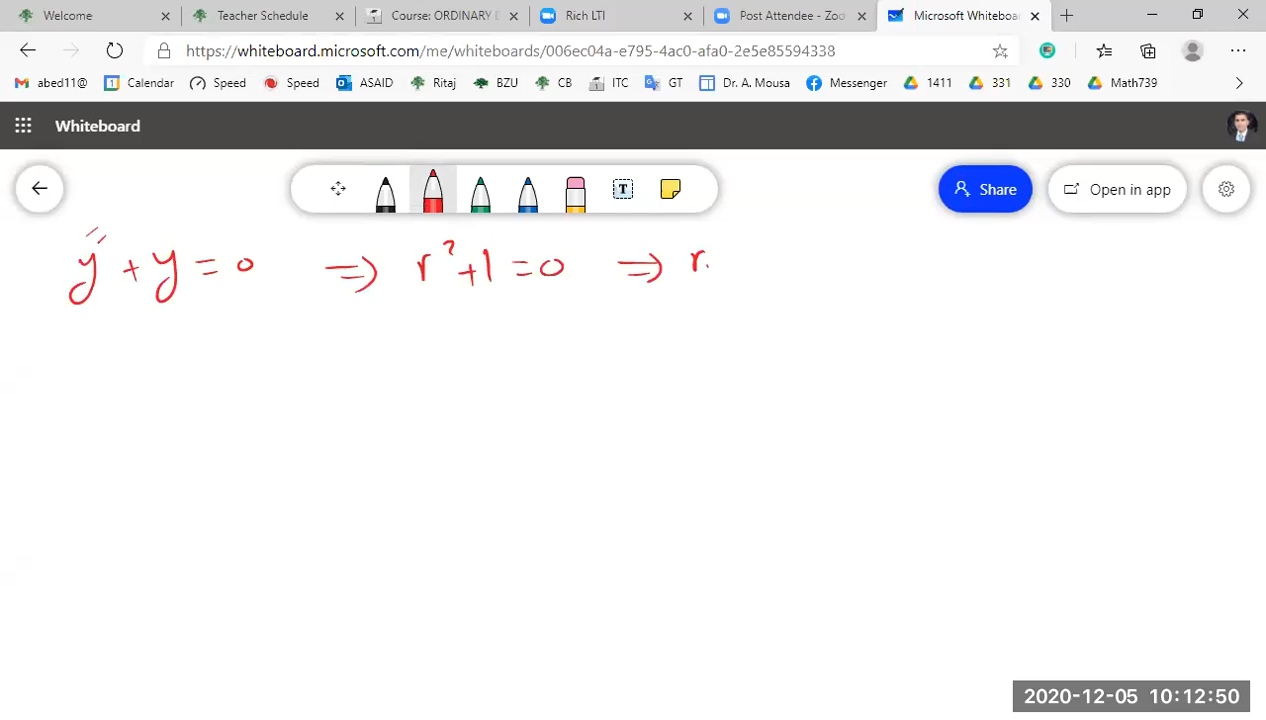 Welcome
Teacher Schedule
Course: ORDINARY D
Rich LTI
Post Attendee - Zoo
Microsoft Whiteboa
https://whiteboard.microsoft.com/me/whiteboards/006ec04a-e795-4ac0-afa0-2e5e85594338
abed11@ Calendar Speed Speed ASAID Ritaj BZU CB ITC GT Dr. A. Mousa Messenger 1411 331 330 Math739
Whiteboard
Share
Open in app
y'' + y = 0 ⇒ r² + 1 = 0 ⇒ r.
2020-12-05 10:12:50